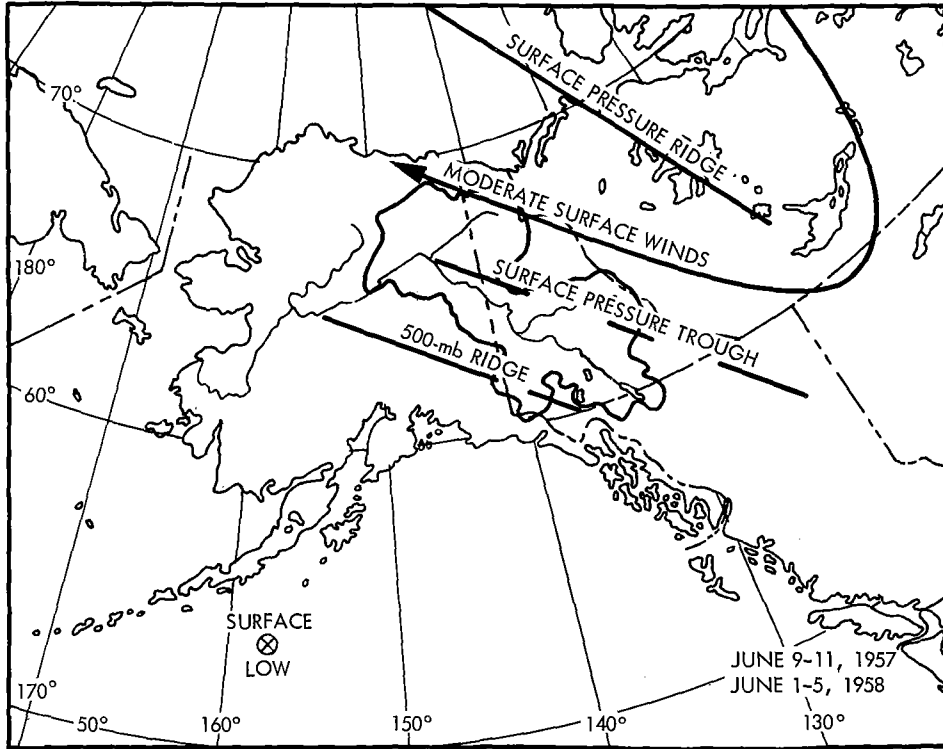 SURFACE PRESSURE RIDGE
70°
MODERATE SURFACE WINDS
180°
SURFACE PRESSURE TROUGH
500-mb RIDGE
60°
SURFACE
LOW
JUNE 9-11, 1957
JUNE 1-5, 1958
170°
50°
160°
150°
140°
130°